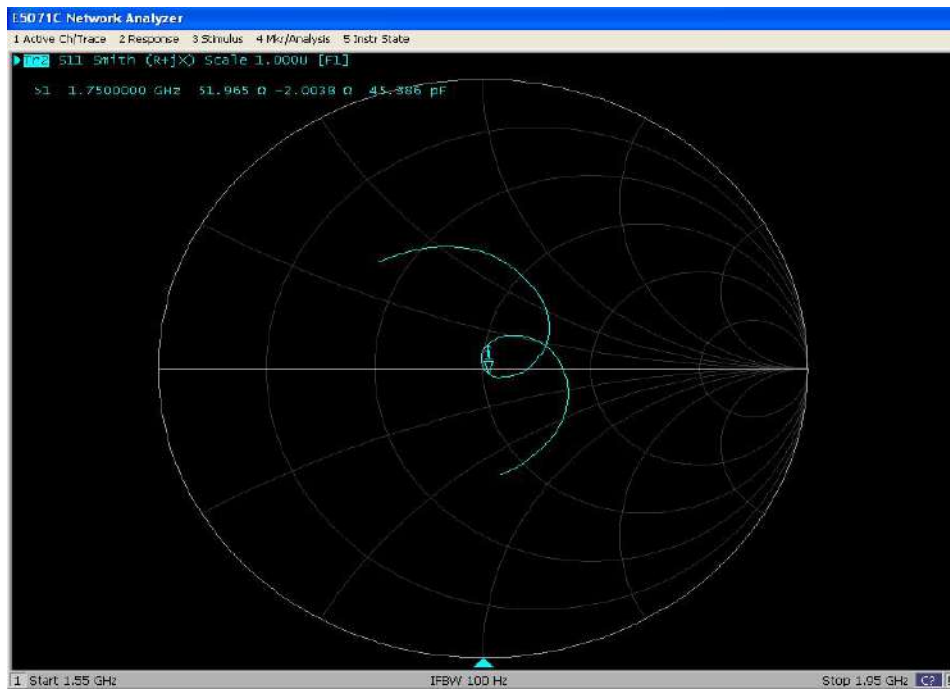 E5071C Network Analyzer
1 Active Ch/Trace 2 Response 3 Stimulus 4 Mkr/Analysis 5 Instr State
Tr2 S11 Smith (R+jX) Scale 1.000U [F1]
>1 1.7500000 GHz 51.965 Ω -2.0038 Ω 45.386 pF
1
1 Start 1.55 GHz IFBW 100 Hz Stop 1.95 GHz C?